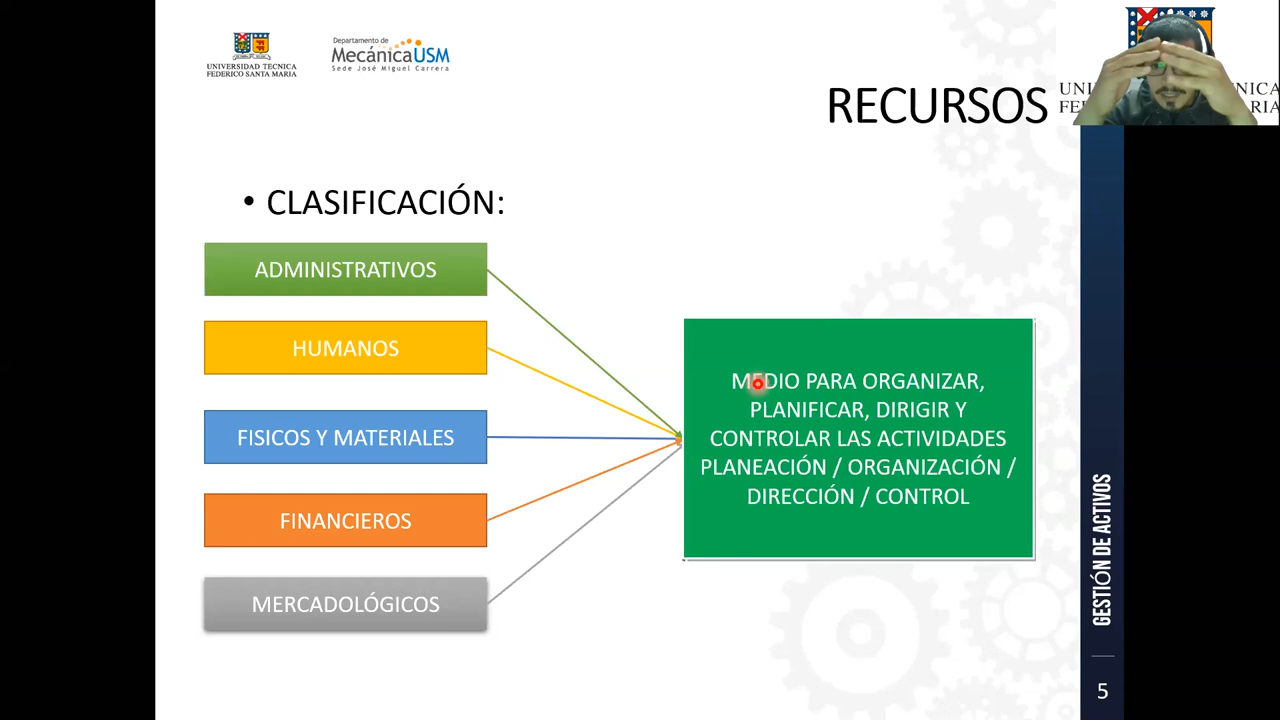 UNIVERSIDAD TECNICA
FEDERICO SANTA MARIA
Departamento de
MecánicaUSM
Sede José Miguel Carrera
RECURSOS
• CLASIFICACIÓN:
ADMINISTRATIVOS
HUMANOS
FISICOS Y MATERIALES
FINANCIEROS
MERCADOLÓGICOS
MEDIO PARA ORGANIZAR,
PLANIFICAR, DIRIGIR Y
CONTROLAR LAS ACTIVIDADES
PLANEACIÓN / ORGANIZACIÓN /
DIRECCIÓN / CONTROL
GESTIÓN DE ACTIVOS
5